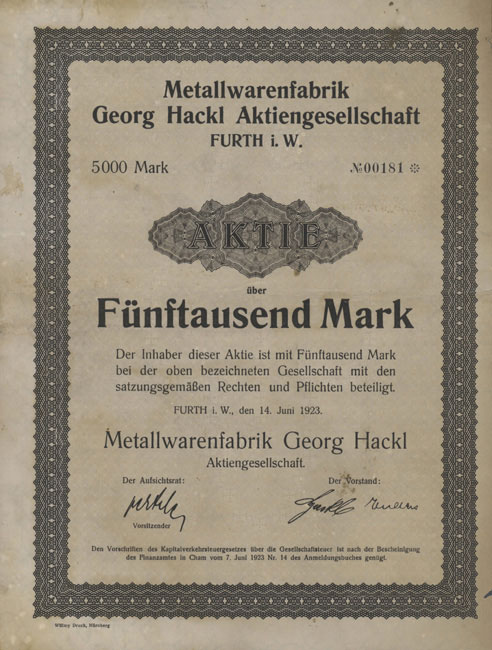 Metallwarenfabrik
Georg Hackl Aktiengesellschaft
FURTH i. W.
5000 Mark №00181 ❊
AKTIE
über
Fünftausend Mark
Der Inhaber dieser Aktie ist mit Fünftausend Mark
bei der oben bezeichneten Gesellschaft mit den
satzungsgemäßen Rechten und Pflichten beteiligt.
FURTH i. W., den 14. Juni 1923.
Metallwarenfabrik Georg Hackl
Aktiengesellschaft.
Der Aufsichtsrat: Der Vorstand:
Vorsitzender
Den Vorschriften des Kapitalverkehrsteuergesetzes über die Gesellschaftsteuer ist nach der Bescheinigung
des Finanzamtes in Cham vom 7. Juni 1923 Nr. 14 des Anmeldungsbuches genügt.
Druck, Nürnberg